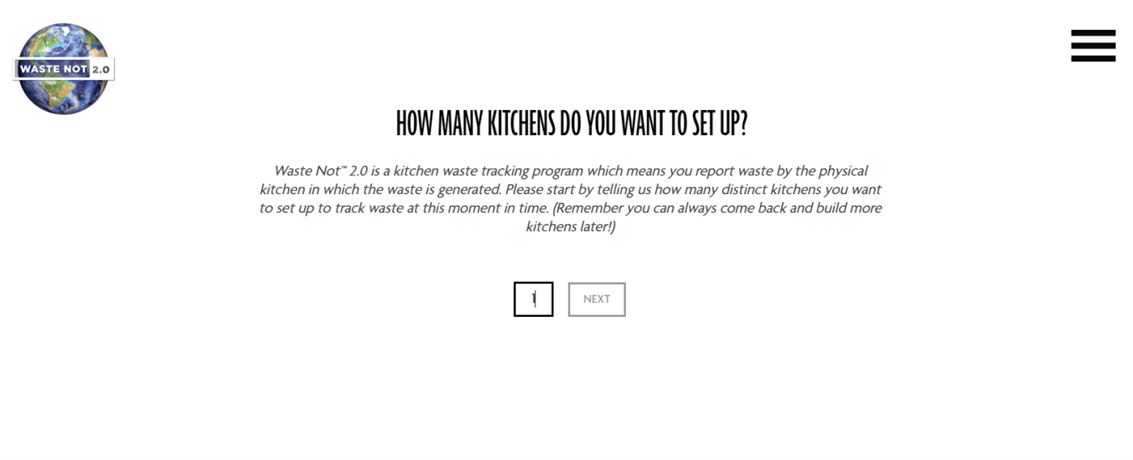 WASTE NOT 2.0
HOW MANY KITCHENS DO YOU WANT TO SET UP?
Waste Not™ 2.0 is a kitchen waste tracking program which means you report waste by the physical
kitchen in which the waste is generated. Please start by telling us how many distinct kitchens you want
to set up to track waste at this moment in time. (Remember you can always come back and build more
kitchens later!)
1
NEXT